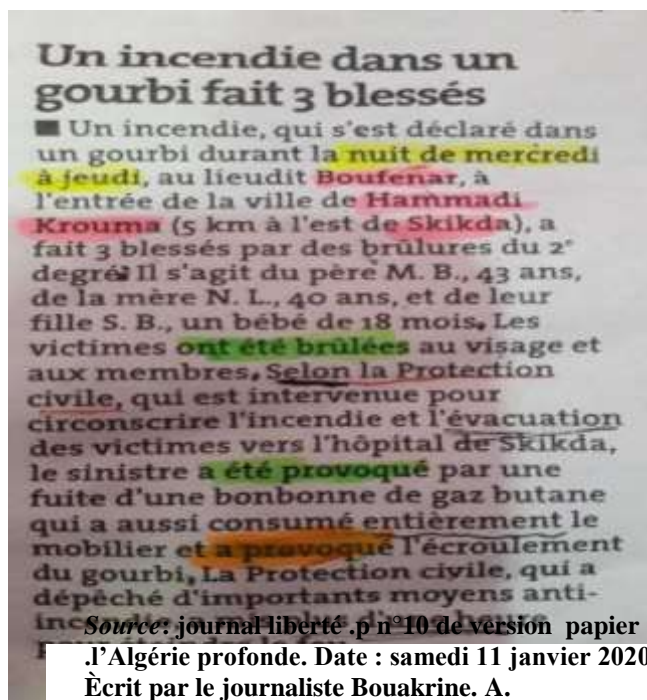 Un incendie dans un
gourbi fait 3 blessés
■ Un incendie, qui s'est déclaré dans
un gourbi durant la nuit de mercredi
à jeudi, au lieudit Boufenar, à
l'entrée de la ville de Hammadi
Krouma (5 km à l'est de Skikda), a
fait 3 blessés par des brûlures du 2e
degré. Il s'agit du père M. B., 43 ans,
de la mère N. L., 40 ans, et de leur
fille S. B., un bébé de 18 mois. Les
victimes ont été brûlées au visage et
aux membres. Selon la Protection
civile, qui est intervenue pour
circonscrire l'incendie et l'évacuation
des victimes vers l'hôpital de Skikda,
le sinistre a été provoqué par une
fuite d'une bonbonne de gaz butane
qui a aussi consumé entièrement le
mobilier et a provoqué l'écroulement
du gourbi. La Protection civile, qui a
dépêché d'importants moyens anti-
Source: journal liberté .p n°10 de version papier
.l'Algérie profonde. Date : samedi 11 janvier 2020
Ècrit par le journaliste Bouakrine. A.